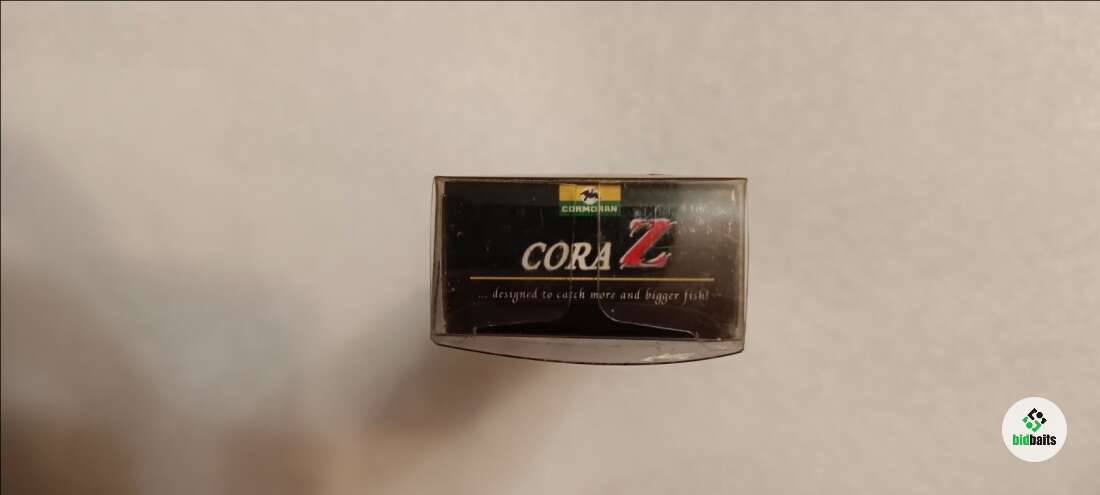 CORMORAN
CORA Z
... designed to catch more and bigger fish!
bidbaits